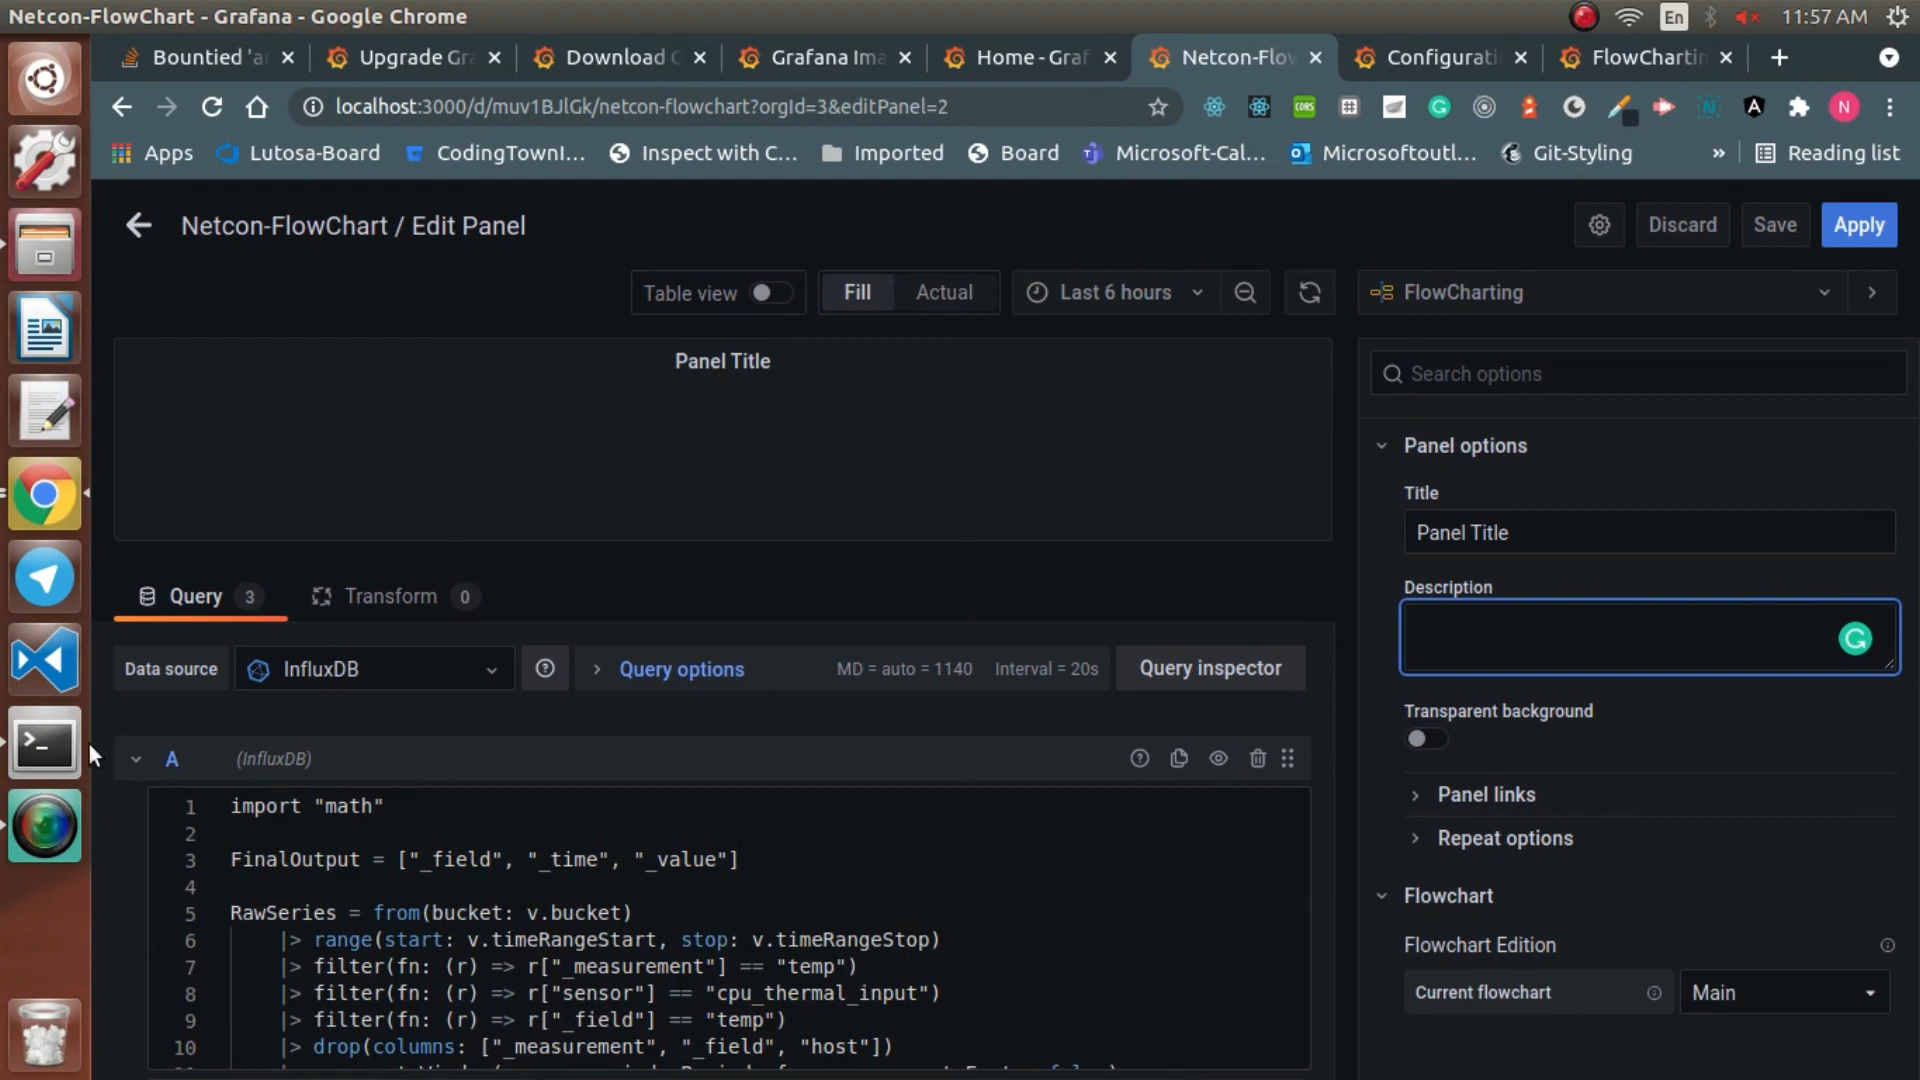 Netcon-FlowChart - Grafana - Google Chrome
En
11:57 AM
Bountied 'a
Upgrade Gr
Download G
Grafana Ima
Home - Graf
Netcon-Flo
Configurati
FlowChartin
localhost:3000/d/muv1BJlGk/netcon-flowchart?orgId=3&editPanel=2
CORS
N
Apps
Lutosa-Board
CodingTownI...
Inspect with C...
Imported
Board
Microsoft-Cal...
Microsoftoutl...
Git-Styling
»
Reading list
Netcon-FlowChart / Edit Panel
Discard
Save
Apply
Table view
Fill
Actual
Last 6 hours
FlowCharting
Panel Title
Search options
Panel options
Title
Panel Title
Description
Query 3
Transform 0
Data source
InfluxDB
Query options
MD = auto = 1140
Interval = 20s
Query inspector
Transparent background
A
(InfluxDB)
Panel links
Repeat options
1 import "math"
2
3 FinalOutput = ["_field", "_time", "_value"]
4
5 RawSeries = from(bucket: v.bucket)
6 |> range(start: v.timeRangeStart, stop: v.timeRangeStop)
7 |> filter(fn: (r) => r["_measurement"] == "temp")
8 |> filter(fn: (r) => r["sensor"] == "cpu_thermal_input")
9 |> filter(fn: (r) => r["_field"] == "temp")
10 |> drop(columns: ["_measurement", "_field", "host"])
Flowchart
Flowchart Edition
Current flowchart
Main